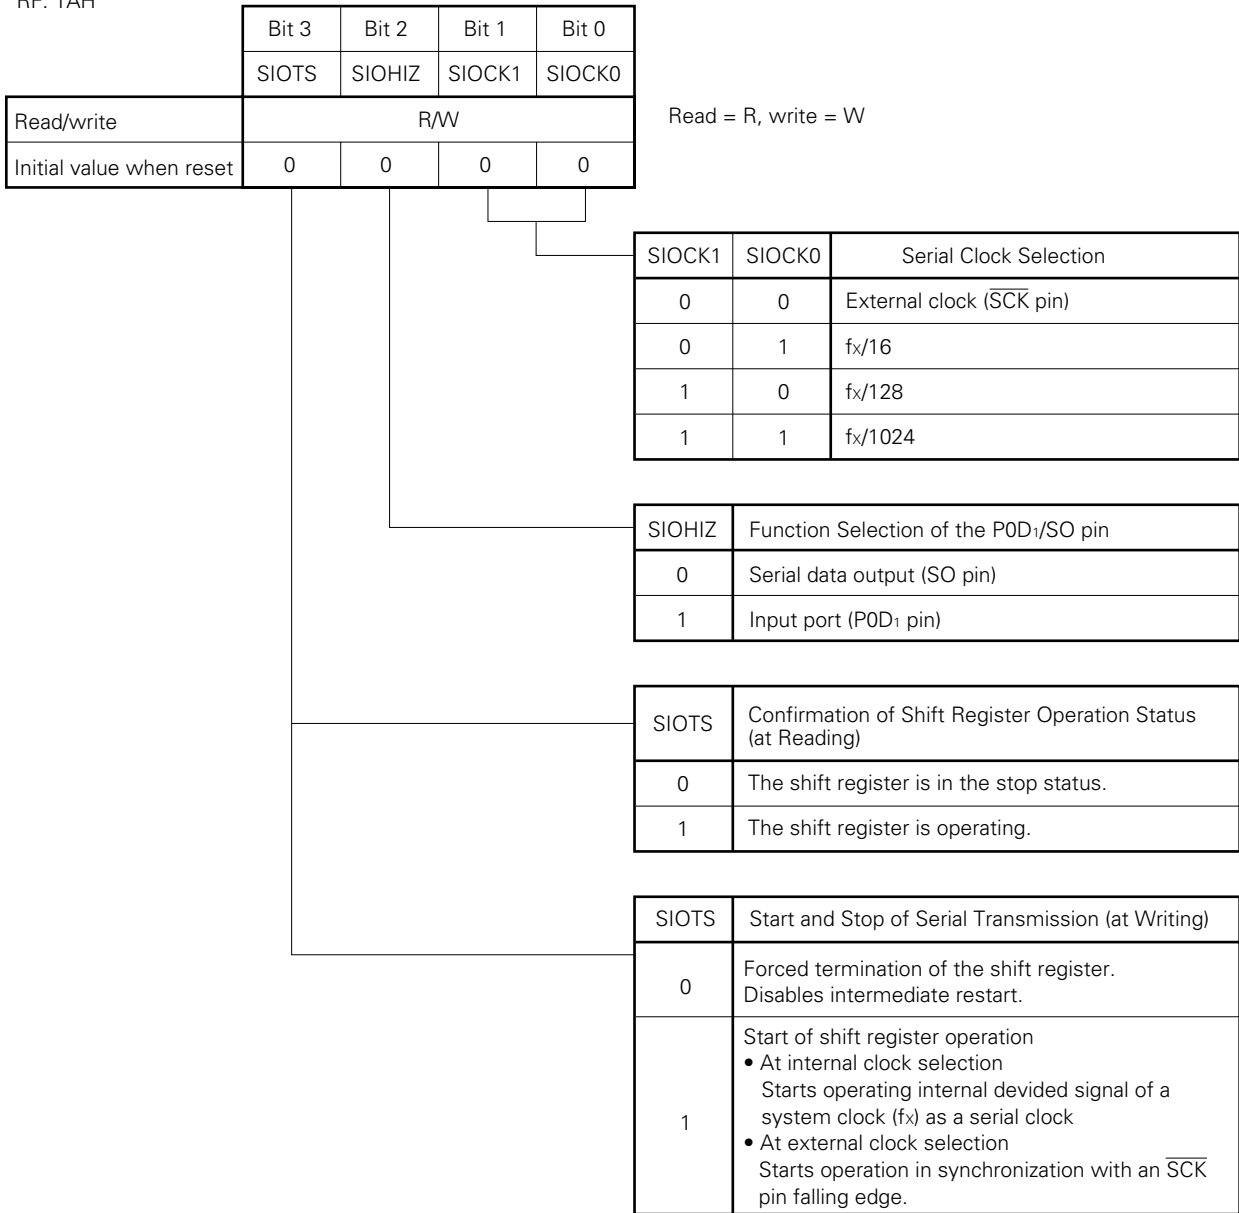 RF: 1AH
Bit 3 Bit 2 Bit 1 Bit 0
SIOTS SIOHIZ SIOCK1 SIOCK0
Read/write R/W
Read = R, write = W
Initial value when reset 0 0 0 0
SIOCK1 SIOCK0 Serial Clock Selection
0 0 External clock (S̅C̅K̅ pin)
0 1 fX/16
1 0 fX/128
1 1 fX/1024
SIOHIZ Function Selection of the P0D1/SO pin
0 Serial data output (SO pin)
1 Input port (P0D1 pin)
SIOTS Confirmation of Shift Register Operation Status
(at Reading)
0 The shift register is in the stop status.
1 The shift register is operating.
SIOTS Start and Stop of Serial Transmission (at Writing)
0 Forced termination of the shift register.
Disables intermediate restart.
1 Start of shift register operation
• At internal clock selection
Starts operating internal devided signal of a
system clock (fX) as a serial clock
• At external clock selection
Starts operation in synchronization with an S̅C̅K̅
pin falling edge.